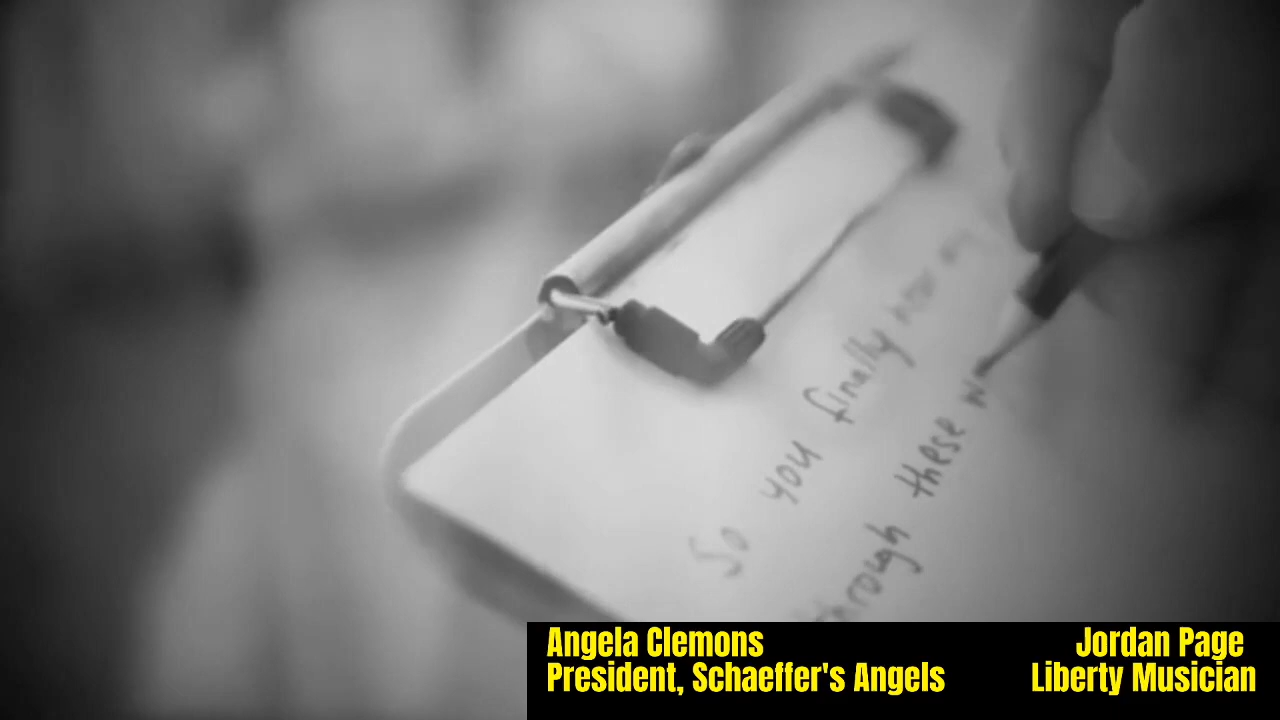 So you finally
through these
Angela Clemons
President, Schaeffer's Angels
Jordan Page
Liberty Musician